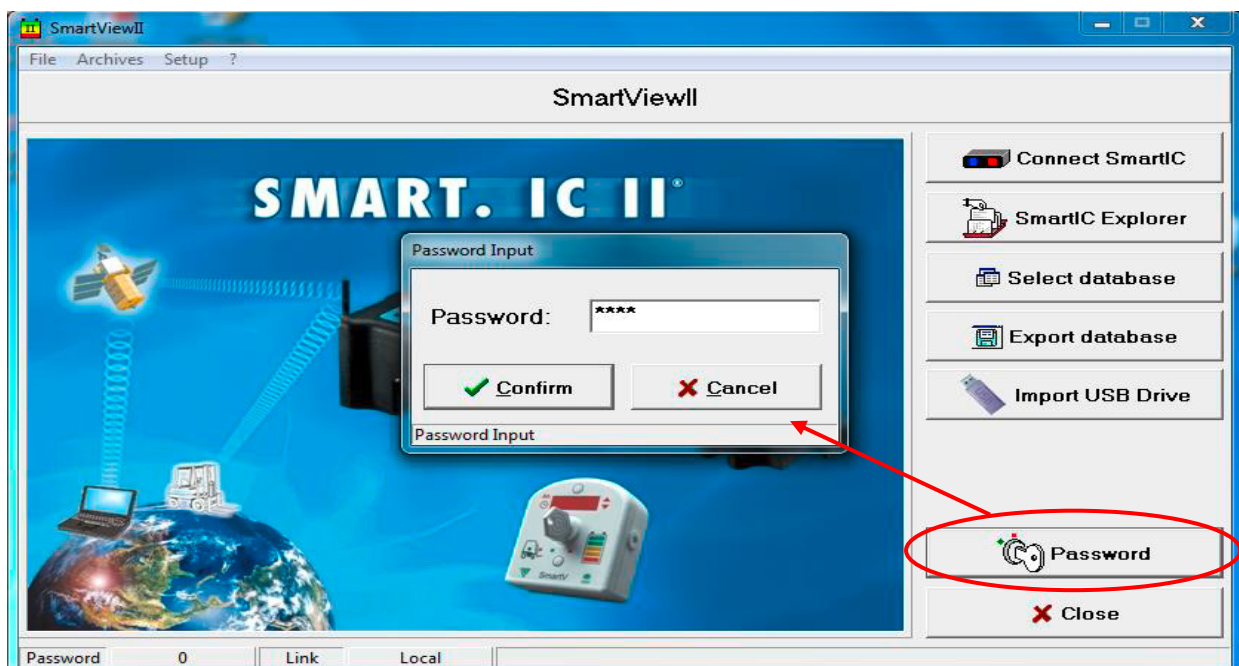 SmartViewII
File Archives Setup ?
SmartViewII
SMART. IC II®
Connect SmartIC
SmartIC Explorer
Select database
Export database
Import USB Drive
Password Input
Password: ****
Confirm Cancel
Password Input
SmartV
Password
Close
Password 0 Link Local